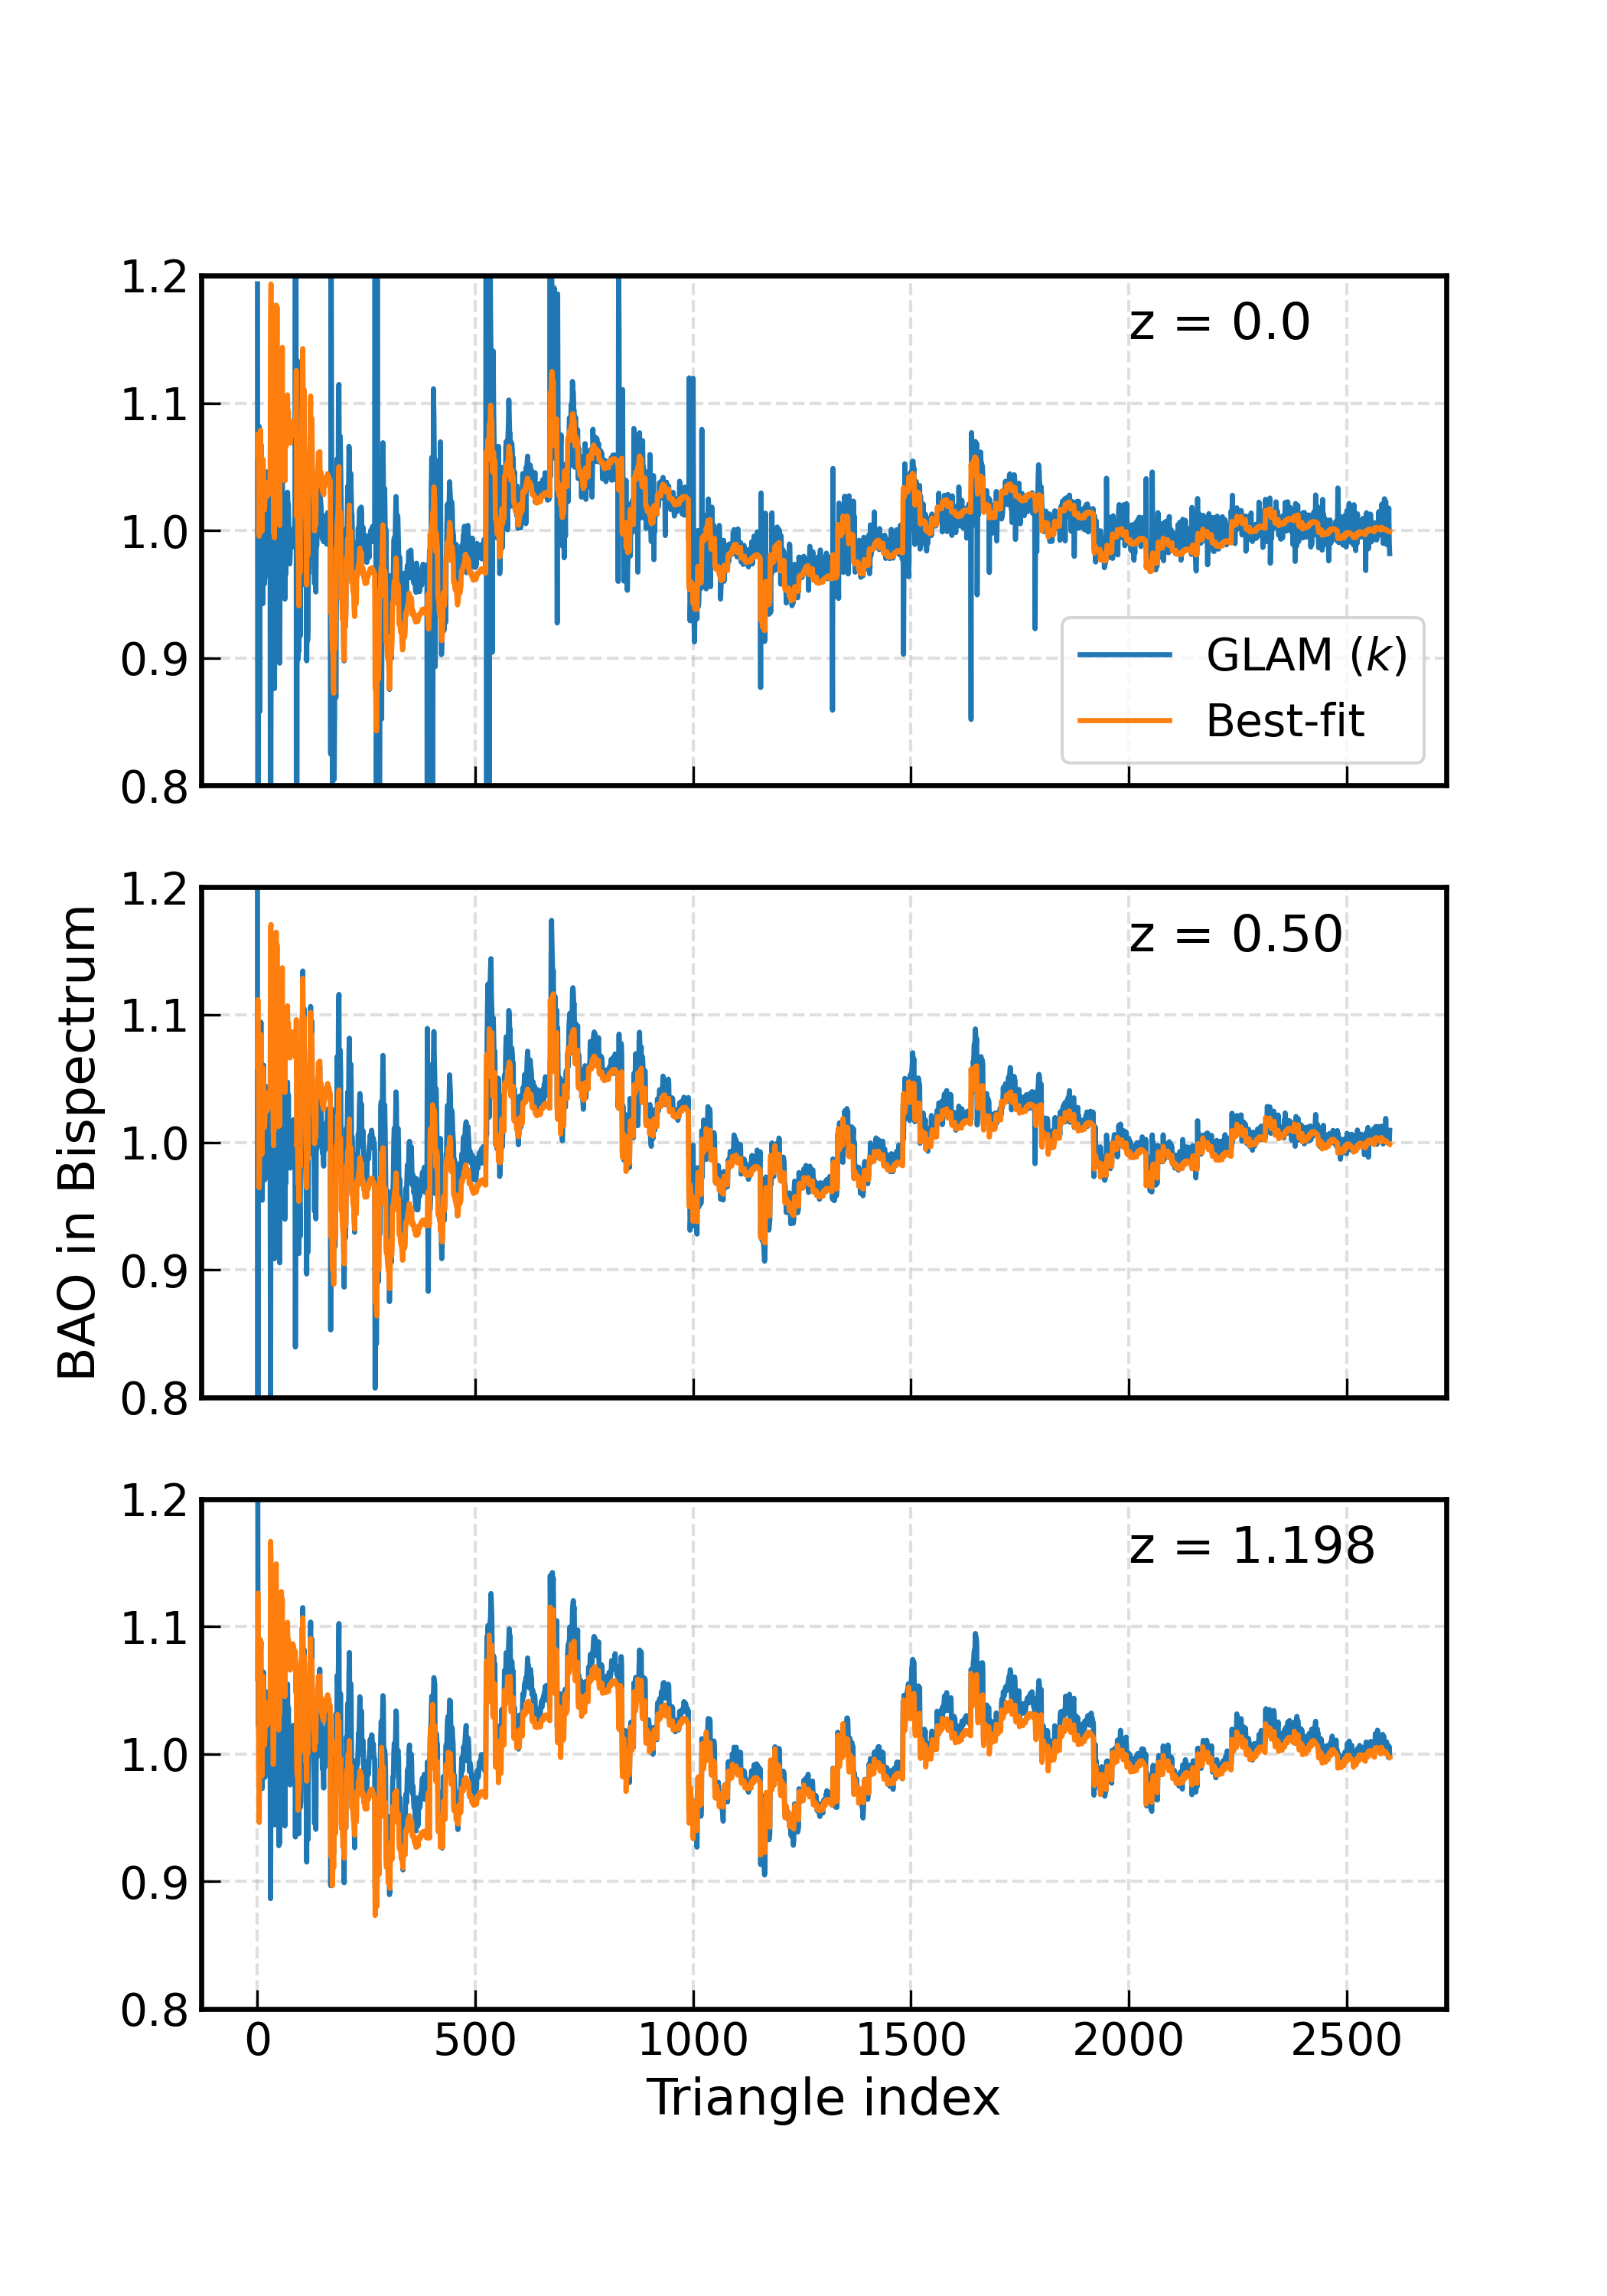 1.2
1.1
1.0
0.9
0.8
z = 0.0
GLAM (k)
Best-fit
BAO in Bispectrum
1.2
1.1
1.0
0.9
0.8
z = 0.50
1.2
1.1
1.0
0.9
0.8
z = 1.198
0 500 1000 1500 2000 2500
Triangle index